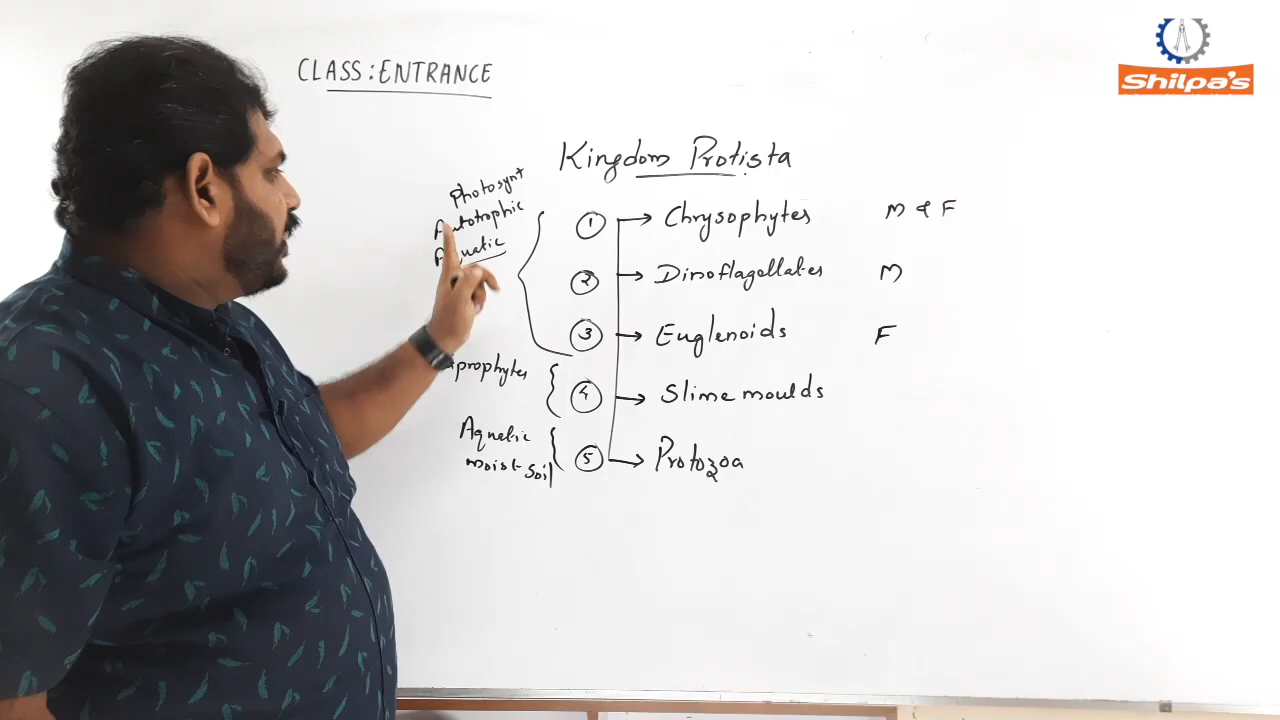 CLASS: ENTRANCE
Shilpa's
Kingdom Protista
Photosynt
Autotrophic
Aquatic
① → Chrysophytes M & F
② → Dinoflagellates M
③ → Euglenoids F
prophytes ④ → Slime moulds
Aquatic
moist soil
⑤ → Protozoa